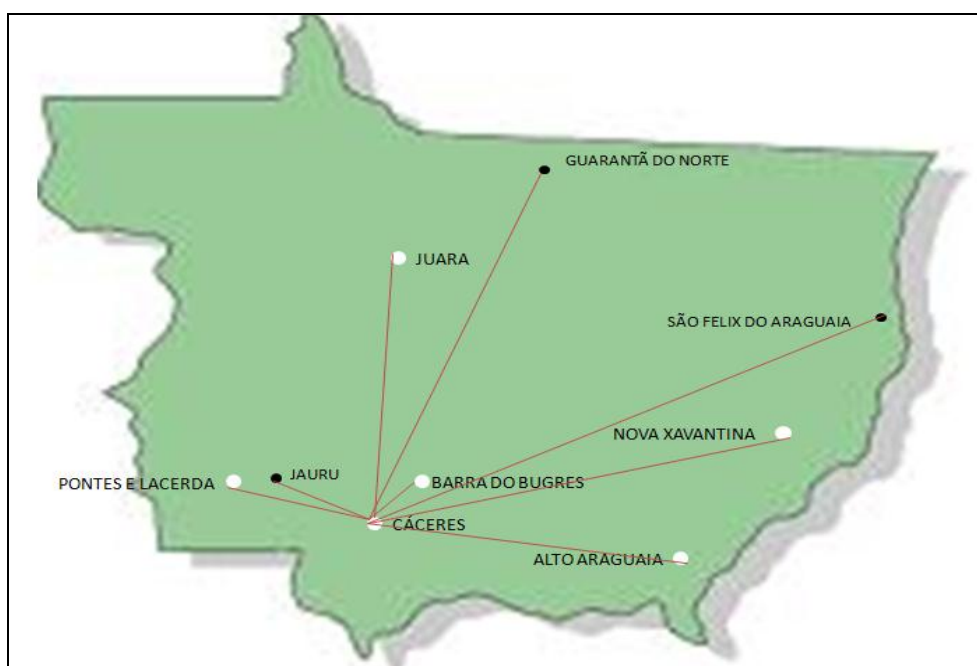 GUARANTÃ DO NORTE
JUARA
SÃO FELIX DO ARAGUAIA
NOVA XAVANTINA
JAURU
PONTES E LACERDA
BARRA DO BUGRES
CÁCERES
ALTO ARAGUAIA